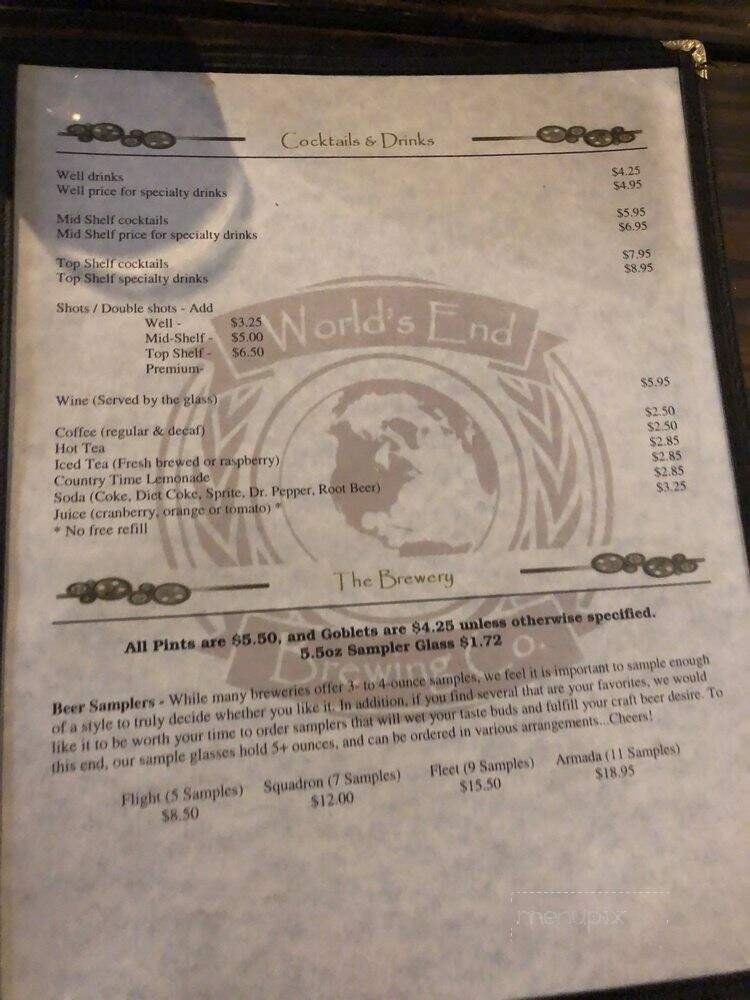 Cocktails & Drinks
Well drinks $4.25
Well price for specialty drinks $4.95
Mid Shelf cocktails $5.95
Mid Shelf price for specialty drinks $6.95
Top Shelf cocktails $7.95
Top Shelf specialty drinks $8.95
Shots / Double shots - Add
Well - $3.25
Mid-Shelf - $5.00
Top Shelf - $6.50
Premium-
Wine (Served by the glass) $5.95
Coffee (regular & decaf) $2.50
Hot Tea $2.50
Iced Tea (Fresh brewed or raspberry) $2.85
Country Time Lemonade $2.85
Soda (Coke, Diet Coke, Sprite, Dr. Pepper, Root Beer) $2.85
Juice (cranberry, orange or tomato) * $3.25
* No free refill
World's End
Brewing Co.
The Brewery
All Pints are $5.50, and Goblets are $4.25 unless otherwise specified.
5.5oz Sampler Glass $1.72
Beer Samplers - While many breweries offer 3- to 4-ounce samples, we feel it is important to sample enough
of a style to truly decide whether you like it. In addition, if you find several that are your favorites, we would
like it to be worth your time to order samplers that will wet your taste buds and fulfill your craft beer desire. To
this end, our sample glasses hold 5+ ounces, and can be ordered in various arrangements...Cheers!
Flight (5 Samples) Squadron (7 Samples) Fleet (9 Samples) Armada (11 Samples)
$8.50 $12.00 $15.50 $18.95
menupix